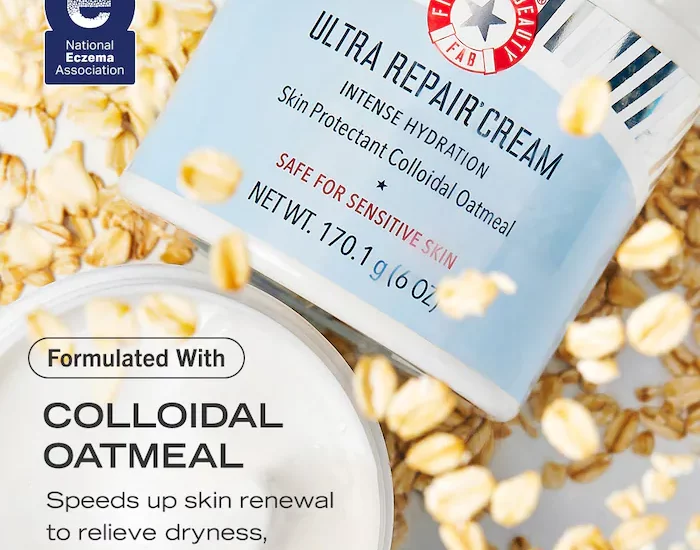 National
Eczema
Association
FAB
BEAUTY
ULTRA REPAIR® CREAM
INTENSE HYDRATION
Skin Protectant Colloidal Oatmeal
SAFE FOR SENSITIVE SKIN
NET WT. 170.1 g (6 OZ)
Formulated With
COLLOIDAL
OATMEAL
Speeds up skin renewal
to relieve dryness,